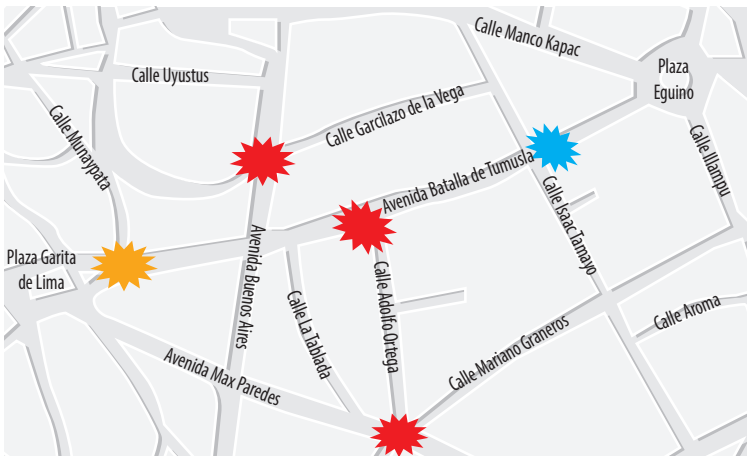 Calle Manco Kapac
Calle Uyustus
Plaza
Eguino
Calle Garcilazo de la Vega
Calle Munaypata
Calle Illampu
Avenida Batalla de Tumusla
Calle Isaac Tamayo
Plaza Garita
de Lima
Avenida Buenos Aires
Calle La Tablada
Calle Adolfo Ortega
Calle Aroma
Calle Mariano Graneros
Avenida Max Paredes